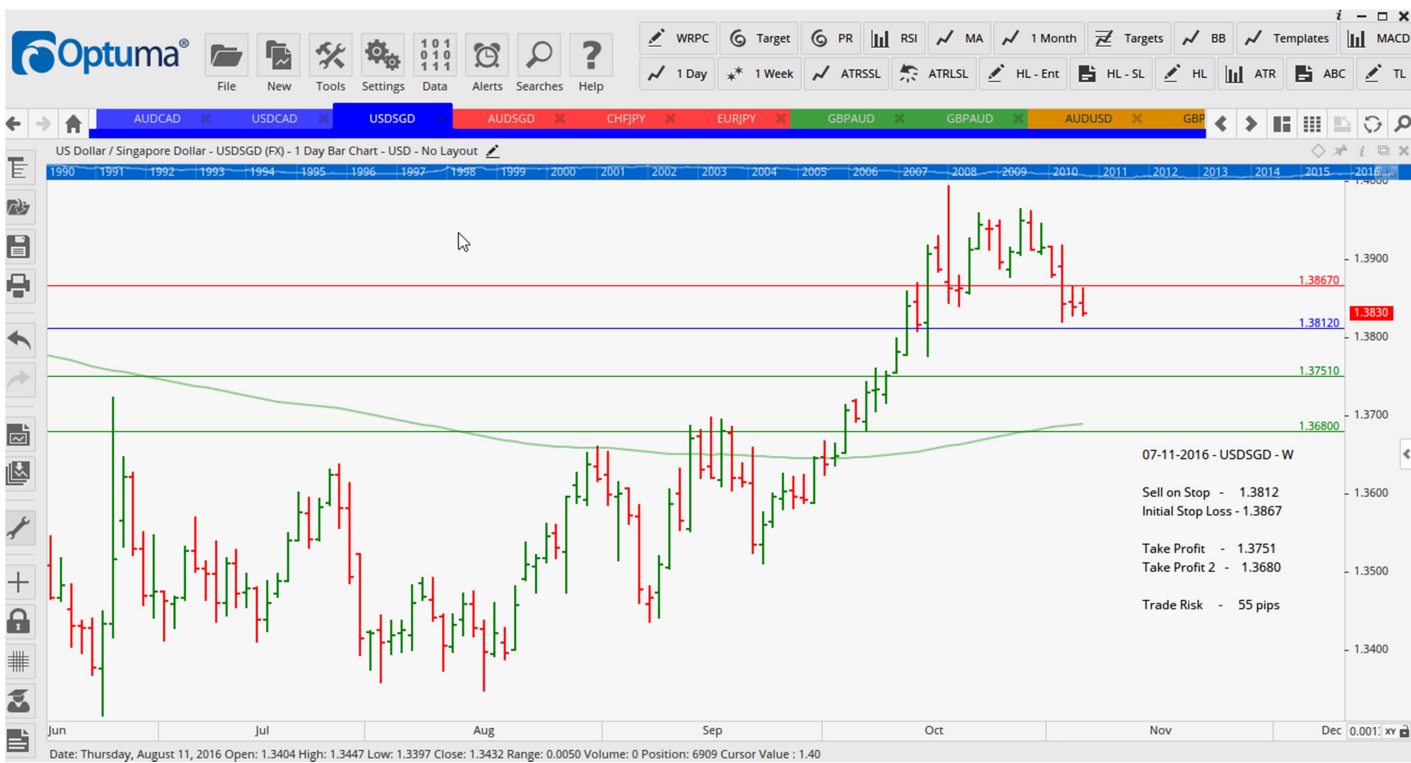 Optuma®
File New Tools Settings Data Alerts Searches Help
WRPC Target PR RSI MA 1 Month Targets BB Templates MACD
1 Day 1 Week ATRSSL ATRLSL HL - Ent HL - SL HL ATR ABC TL
AUDCAD USDCAD USDSGD AUDSGD CHFJPY EURJPY GBPAUD GBPAUD AUDUSD GBP
US Dollar / Singapore Dollar - USDSGD (FX) - 1 Day Bar Chart - USD - No Layout
1990 1991 1992 1993 1994 1995 1996 1997 1998 1999 2000 2001 2002 2003 2004 2005 2006 2007 2008 2009 2010 2011 2012 2013 2014 2015 2016
1.4000
1.3900
1.38670
1.3830
1.38120
1.3800
1.37510
1.3700
1.36800
07-11-2016 - USDSGD - W
Sell on Stop - 1.3812
1.3600
Initial Stop Loss - 1.3867
Take Profit - 1.3751
Take Profit 2 - 1.3680
1.3500
Trade Risk - 55 pips
1.3400
Jun Jul Aug Sep Oct Nov Dec 0.001: XY
Date: Thursday, August 11, 2016 Open: 1.3404 High: 1.3447 Low: 1.3397 Close: 1.3432 Range: 0.0050 Volume: 0 Position: 6909 Cursor Value : 1.40